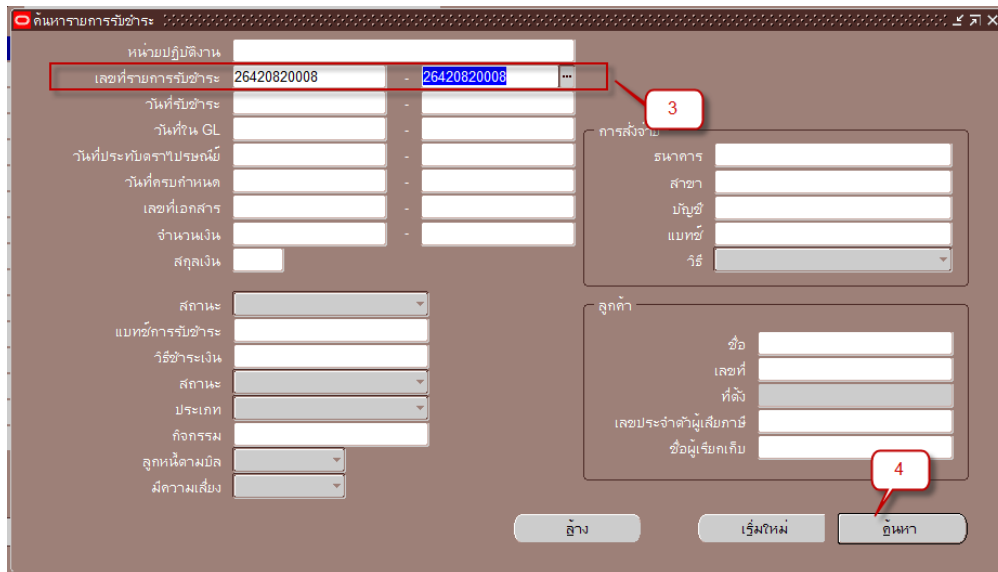 ค้นหารายการรับชำระ
หน่วยปฏิบัติงาน
เลขที่รายการรับชำระ 26420820008 - 26420820008 ...
3
วันที่รับชำระ -
วันที่ใน GL -
วันที่ประทับตราไปรษณีย์ -
วันที่ครบกำหนด -
เลขที่เอกสาร -
จำนวนเงิน -
สกุลเงิน
การสั่งจ่าย
ธนาคาร
สาขา
บัญชี
แบทช์
วิธี
สถานะ
แบทช์การรับชำระ
วิธีชำระเงิน
สถานะ
ประเภท
กิจกรรม
ลูกหนี้ตามบิล
มีความเสี่ยง
ลูกค้า
ชื่อ
เลขที่
ที่ตั้ง
เลขประจำตัวผู้เสียภาษี
ชื่อผู้เรียกเก็บ
4
ล้าง เริ่มใหม่ ค้นหา